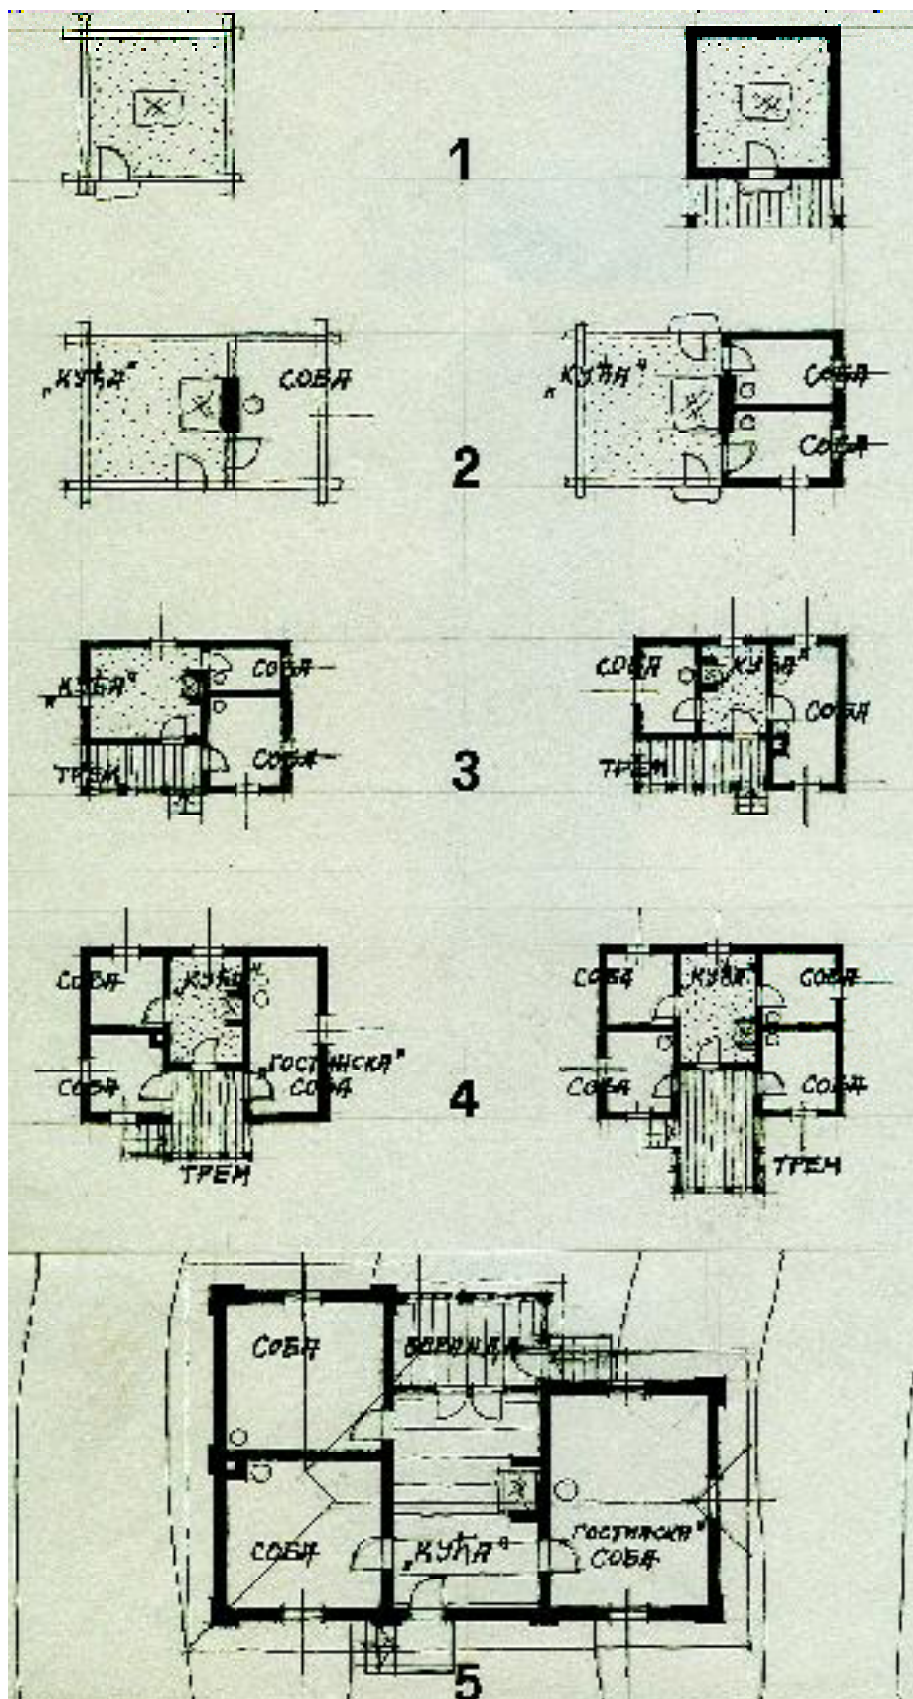 1
„КУЋА“ СОБА
„КУЋА“ СОБА
СОБА
2
„КУЋА“ СОБА
СОБА
ТРЕМ
СОБА „КУЋА“
СОБА
ТРЕМ
3
СОБА „КУЋА“
СОБА
„ГОСТИНСКА“
СОБА
ТРЕМ
СОБА „КУЋА“ СОБА
СОБА СОБА
ТРЕМ
4
СОБА ВЕРАНДА
СОБА „КУЋА“
„ГОСТИНСКА“
СОБА
5